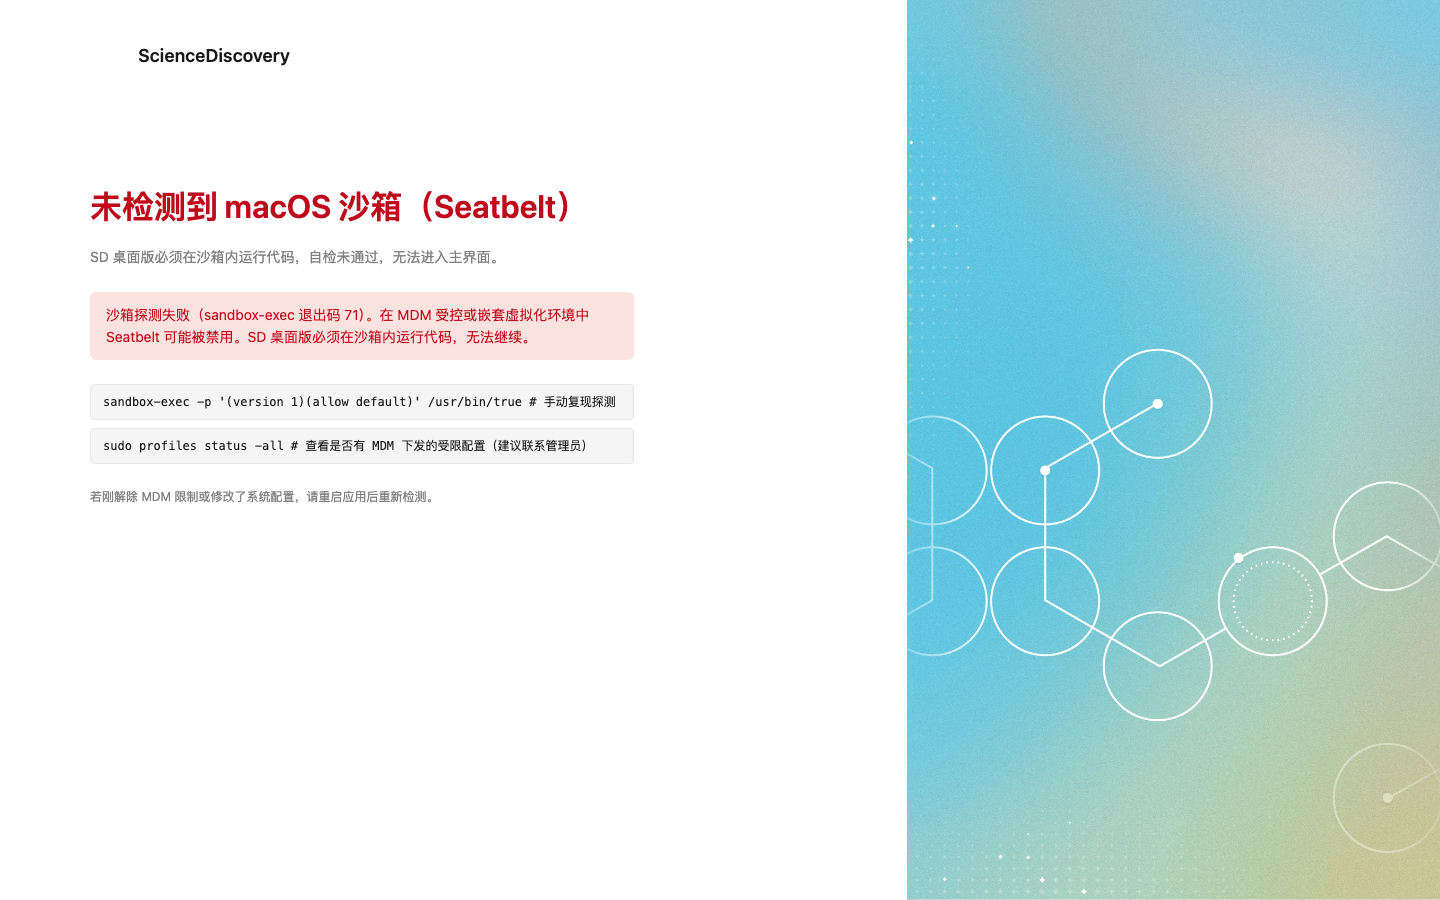 ScienceDiscovery
未检测到 macOS 沙箱（Seatbelt）
SD 桌面版必须在沙箱内运行代码，自检未通过，无法进入主界面。
沙箱探测失败（sandbox-exec 退出码 71）。在 MDM 受控或嵌套虚拟化环境中
Seatbelt 可能被禁用。SD 桌面版必须在沙箱内运行代码，无法继续。
sandbox-exec -p '(version 1)(allow default)' /usr/bin/true # 手动复现探测
sudo profiles status -all # 查看是否有 MDM 下发的受限配置（建议联系管理员）
若刚解除 MDM 限制或修改了系统配置，请重启应用后重新检测。